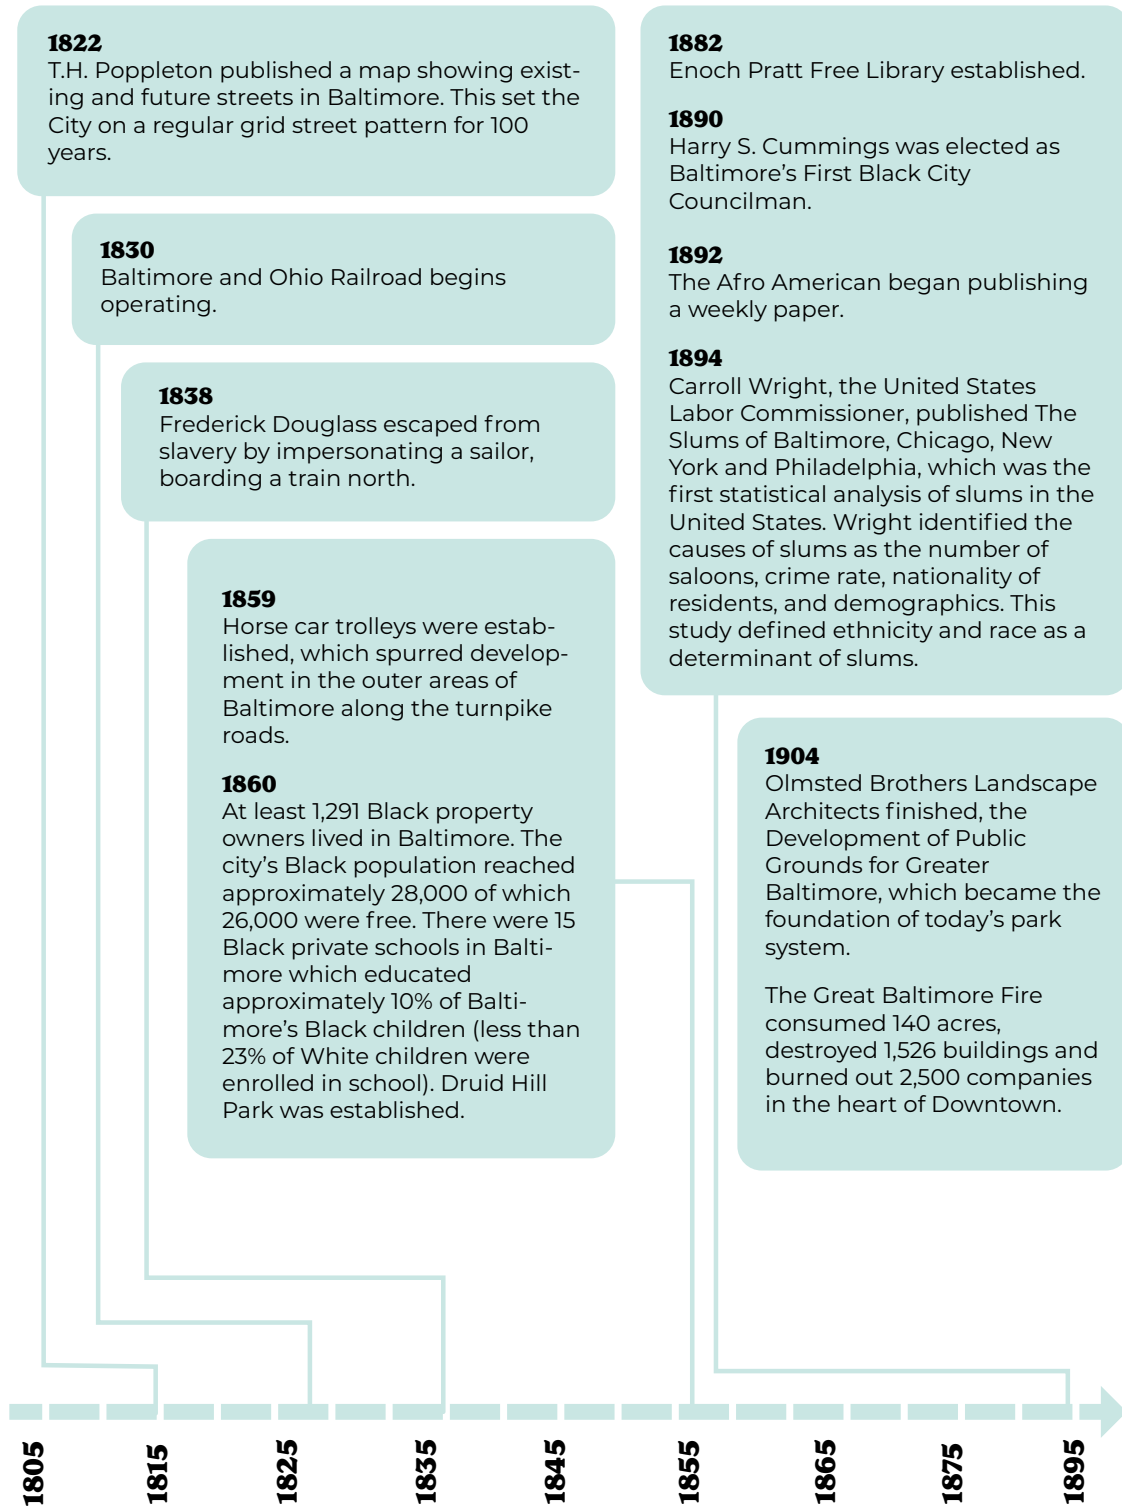 1822
T.H. Poppleton published a map showing exist-
ing and future streets in Baltimore. This set the
City on a regular grid street pattern for 100
years.
1830
Baltimore and Ohio Railroad begins
operating.
1838
Frederick Douglass escaped from
slavery by impersonating a sailor,
boarding a train north.
1859
Horse car trolleys were estab-
lished, which spurred develop-
ment in the outer areas of
Baltimore along the turnpike
roads.
1860
At least 1,291 Black property
owners lived in Baltimore. The
city’s Black population reached
approximately 28,000 of which
26,000 were free. There were 15
Black private schools in Balti-
more which educated
approximately 10% of Balti-
more’s Black children (less than
23% of White children were
enrolled in school). Druid Hill
Park was established.
1882
Enoch Pratt Free Library established.
1890
Harry S. Cummings was elected as
Baltimore’s First Black City
Councilman.
1892
The Afro American began publishing
a weekly paper.
1894
Carroll Wright, the United States
Labor Commissioner, published The
Slums of Baltimore, Chicago, New
York and Philadelphia, which was the
first statistical analysis of slums in the
United States. Wright identified the
causes of slums as the number of
saloons, crime rate, nationality of
residents, and demographics. This
study defined ethnicity and race as a
determinant of slums.
1904
Olmsted Brothers Landscape
Architects finished, the
Development of Public
Grounds for Greater
Baltimore, which became the
foundation of today’s park
system.
The Great Baltimore Fire
consumed 140 acres,
destroyed 1,526 buildings and
burned out 2,500 companies
in the heart of Downtown.
1805
1815
1825
1835
1845
1855
1865
1875
1895